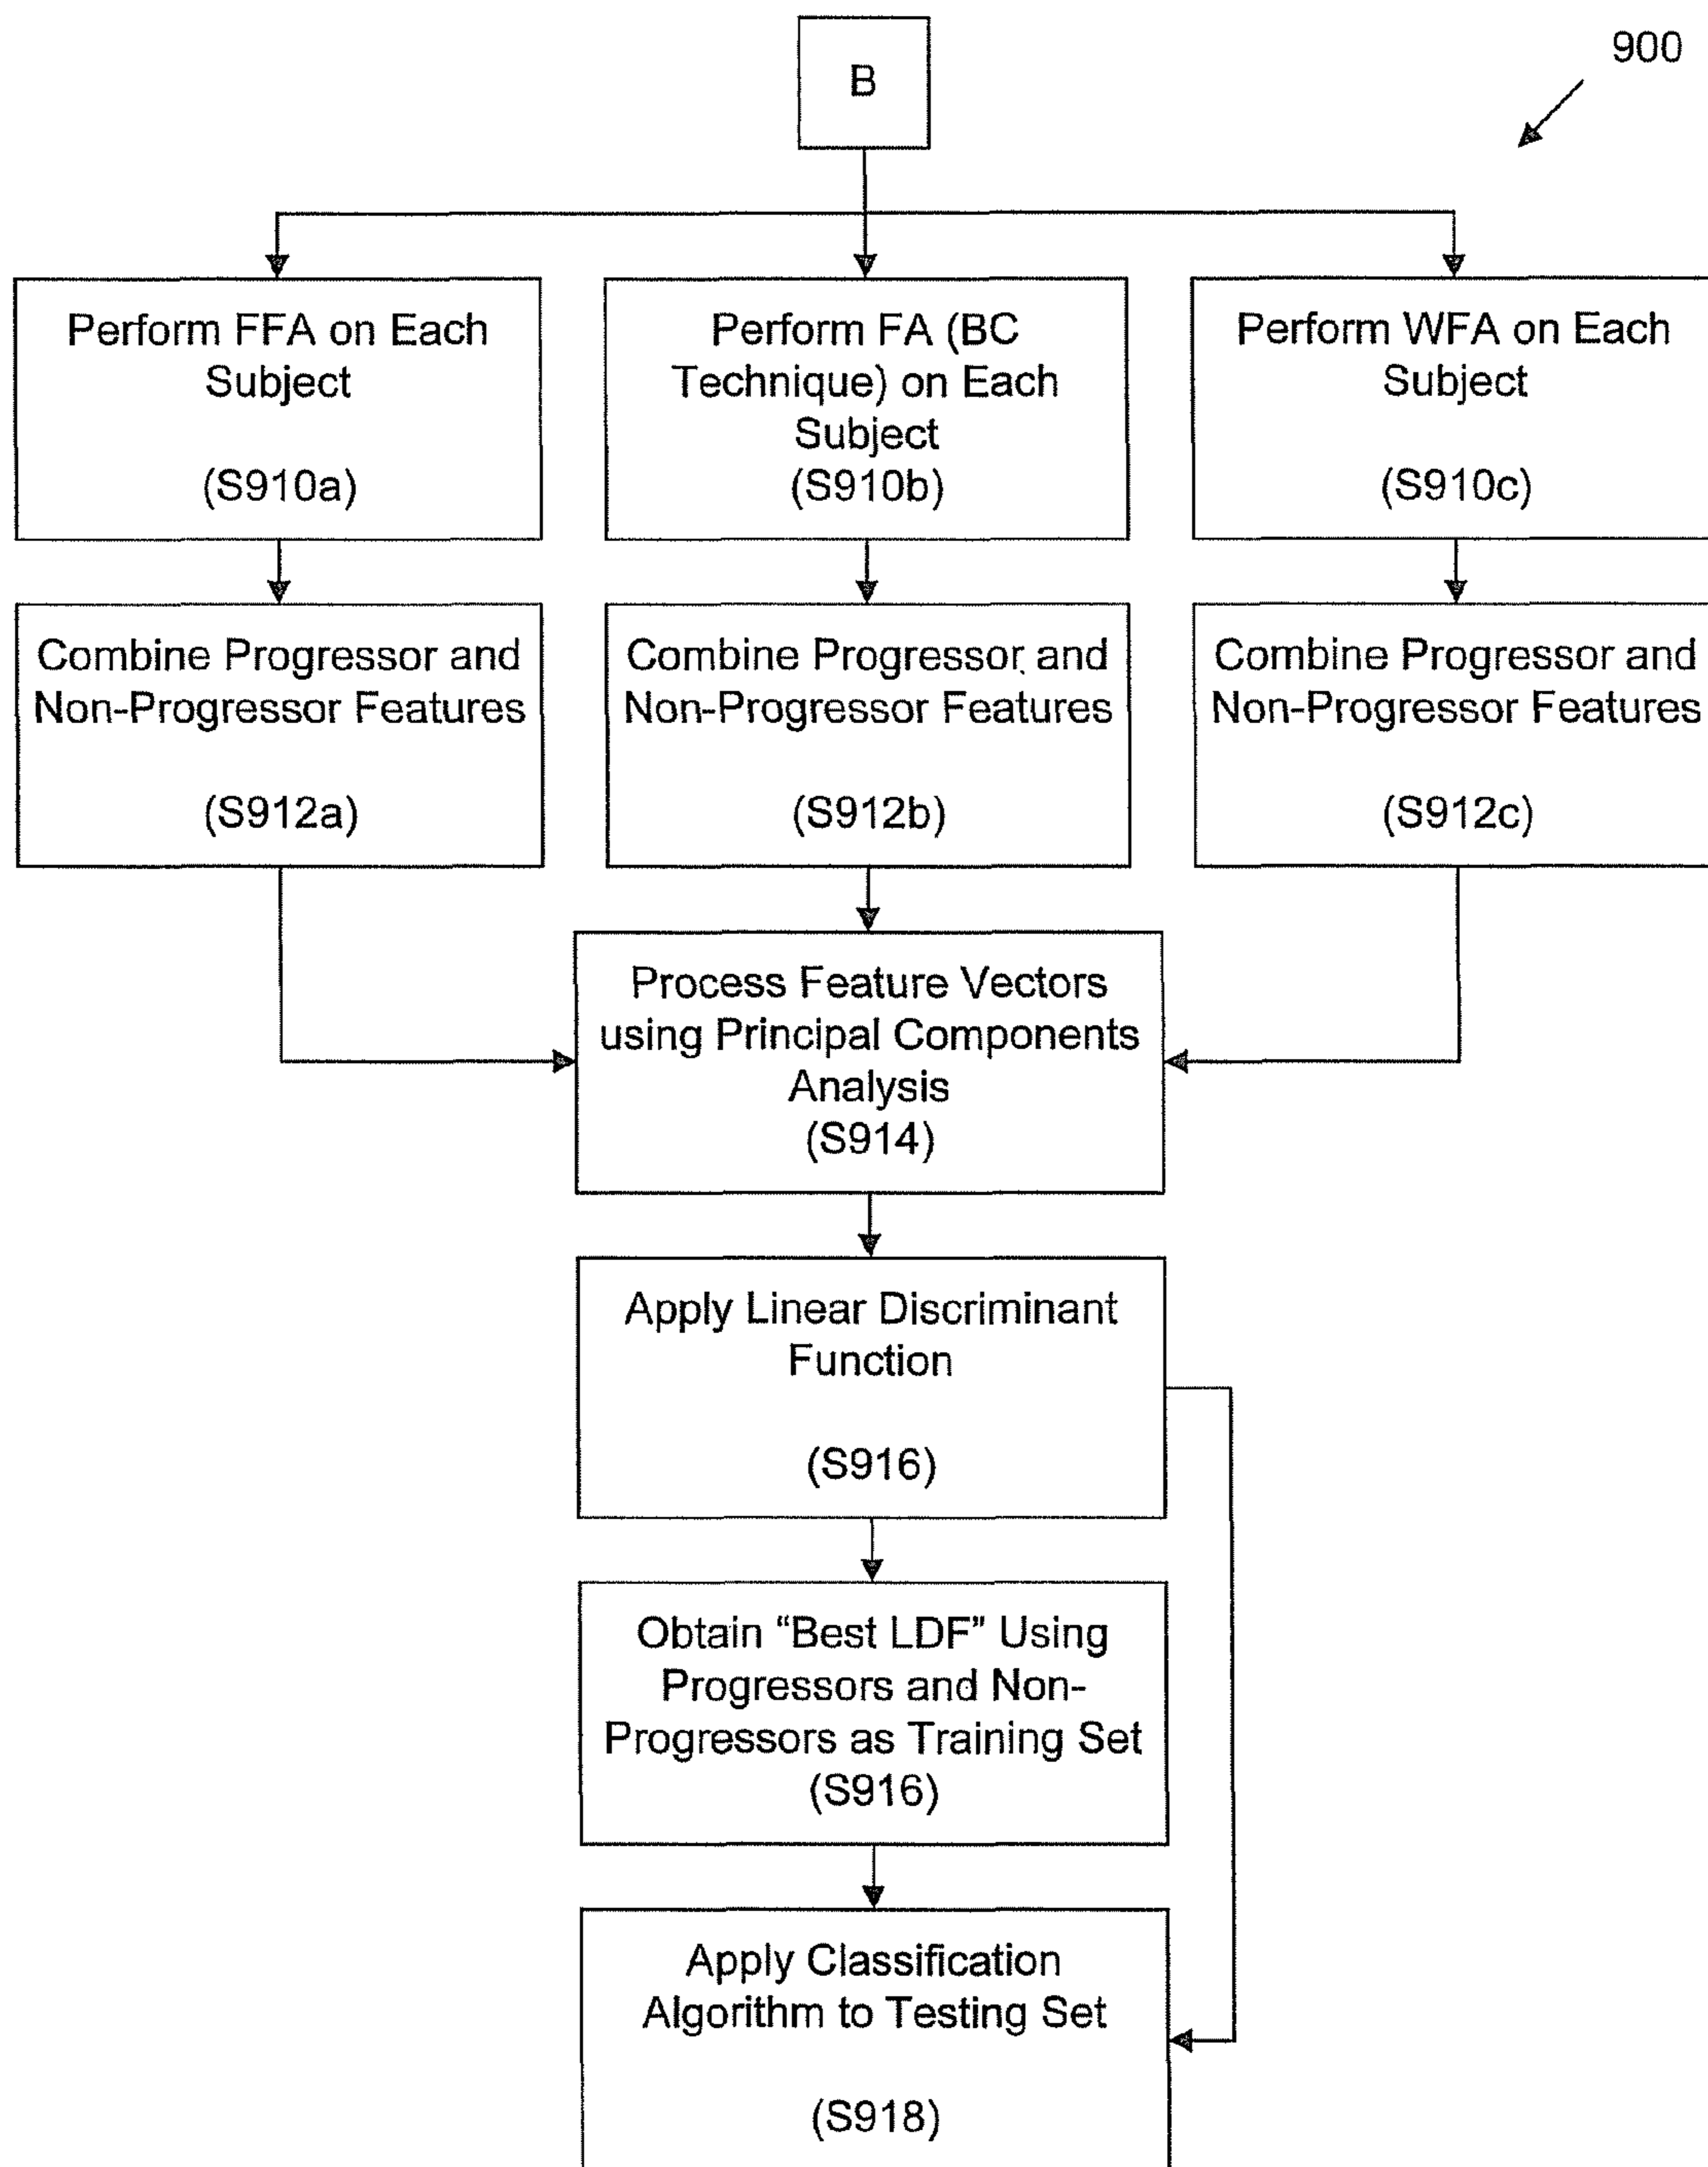 B
900
Perform FFA on Each
Subject
(S910a)
Perform FA (BC
Technique) on Each
Subject
(S910b)
Perform WFA on Each
Subject
(S910c)
Combine Progressor and
Non-Progressor Features
(S912a)
Combine Progressor and
Non-Progressor Features
(S912b)
Combine Progressor and
Non-Progressor Features
(S912c)
Process Feature Vectors
using Principal Components
Analysis
(S914)
Apply Linear Discriminant
Function
(S916)
Obtain “Best LDF” Using
Progressors and Non-
Progressors as Training Set
(S916)
Apply Classification
Algorithm to Testing Set
(S918)